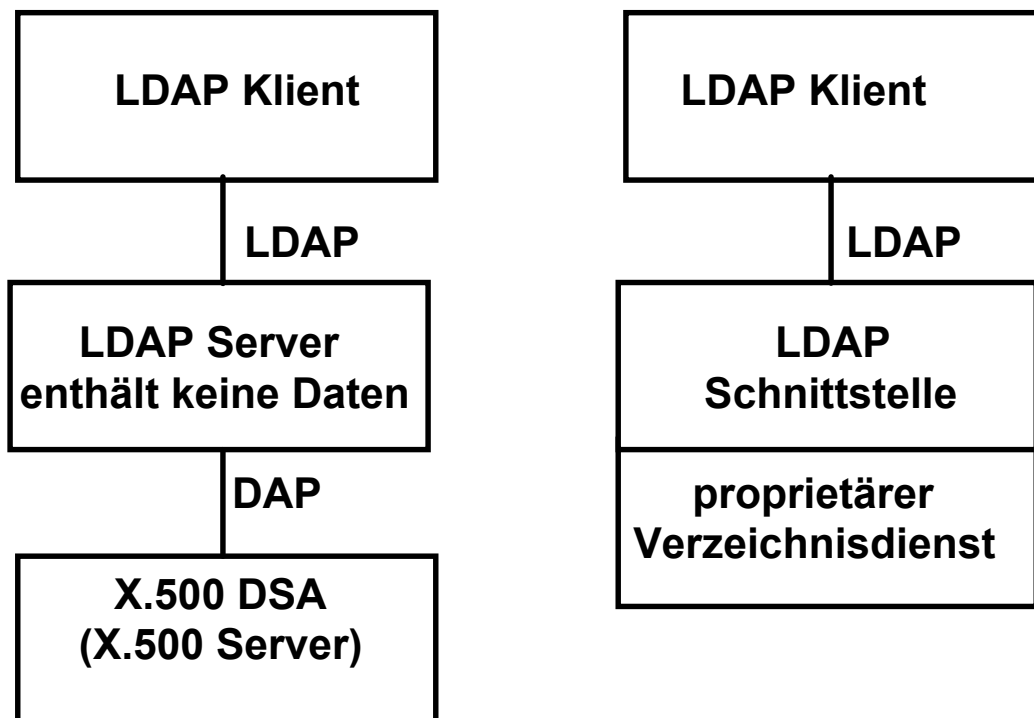 LDAP Klient
LDAP
LDAP Server
enthält keine Daten
DAP
X.500 DSA
(X.500 Server)
LDAP Klient
LDAP
LDAP
Schnittstelle
proprietärer
Verzeichnisdienst